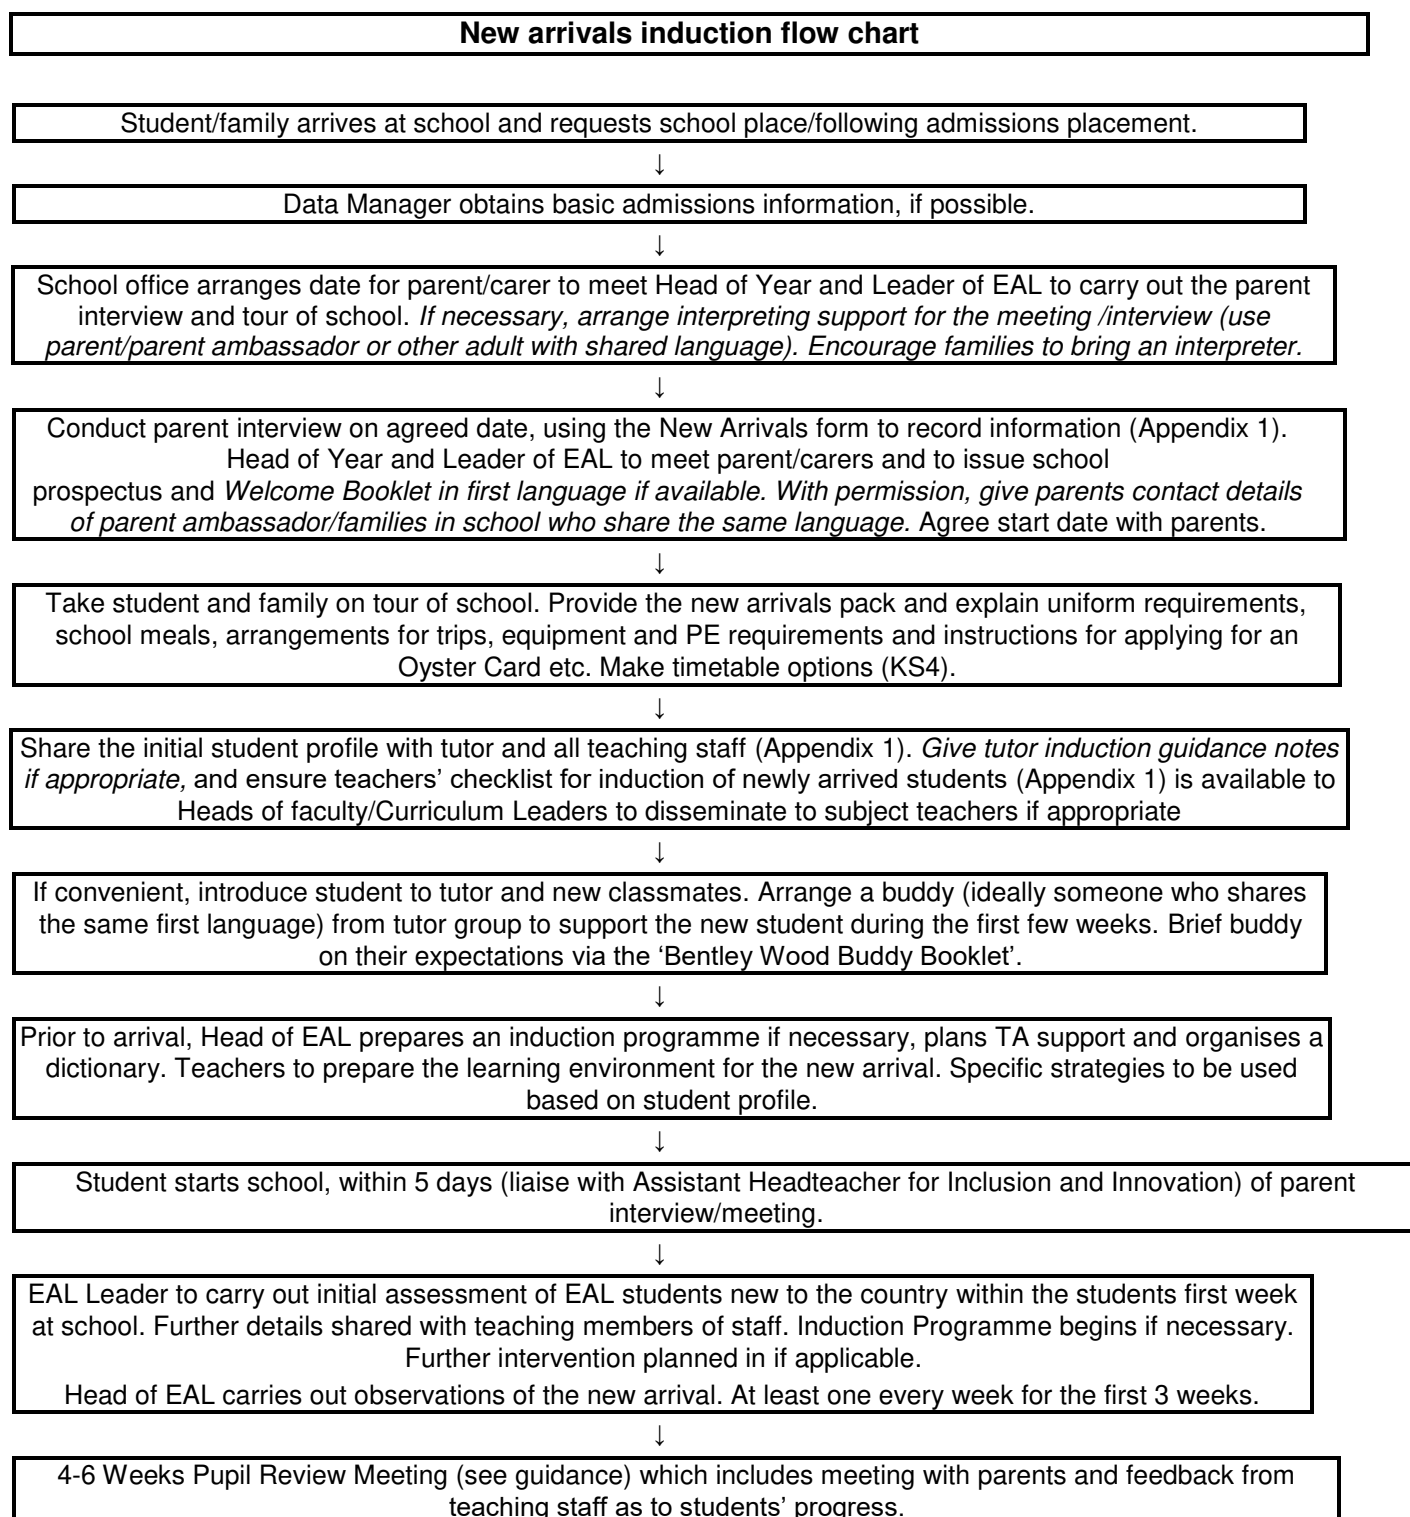 New arrivals induction flow chart
Student/family arrives at school and requests school place/following admissions placement.
↓
Data Manager obtains basic admissions information, if possible.
↓
School office arranges date for parent/carer to meet Head of Year and Leader of EAL to carry out the parent
interview and tour of school. If necessary, arrange interpreting support for the meeting /interview (use
parent/parent ambassador or other adult with shared language). Encourage families to bring an interpreter.
↓
Conduct parent interview on agreed date, using the New Arrivals form to record information (Appendix 1).
Head of Year and Leader of EAL to meet parent/carers and to issue school
prospectus and Welcome Booklet in first language if available. With permission, give parents contact details
of parent ambassador/families in school who share the same language. Agree start date with parents.
↓
Take student and family on tour of school. Provide the new arrivals pack and explain uniform requirements,
school meals, arrangements for trips, equipment and PE requirements and instructions for applying for an
Oyster Card etc. Make timetable options (KS4).
↓
Share the initial student profile with tutor and all teaching staff (Appendix 1). Give tutor induction guidance notes
if appropriate, and ensure teachers’ checklist for induction of newly arrived students (Appendix 1) is available to
Heads of faculty/Curriculum Leaders to disseminate to subject teachers if appropriate
↓
If convenient, introduce student to tutor and new classmates. Arrange a buddy (ideally someone who shares
the same first language) from tutor group to support the new student during the first few weeks. Brief buddy
on their expectations via the ‘Bentley Wood Buddy Booklet’.
↓
Prior to arrival, Head of EAL prepares an induction programme if necessary, plans TA support and organises a
dictionary. Teachers to prepare the learning environment for the new arrival. Specific strategies to be used
based on student profile.
↓
Student starts school, within 5 days (liaise with Assistant Headteacher for Inclusion and Innovation) of parent
interview/meeting.
↓
EAL Leader to carry out initial assessment of EAL students new to the country within the students first week
at school. Further details shared with teaching members of staff. Induction Programme begins if necessary.
Further intervention planned in if applicable.
Head of EAL carries out observations of the new arrival. At least one every week for the first 3 weeks.
↓
4-6 Weeks Pupil Review Meeting (see guidance) which includes meeting with parents and feedback from
teaching staff as to students’ progress.